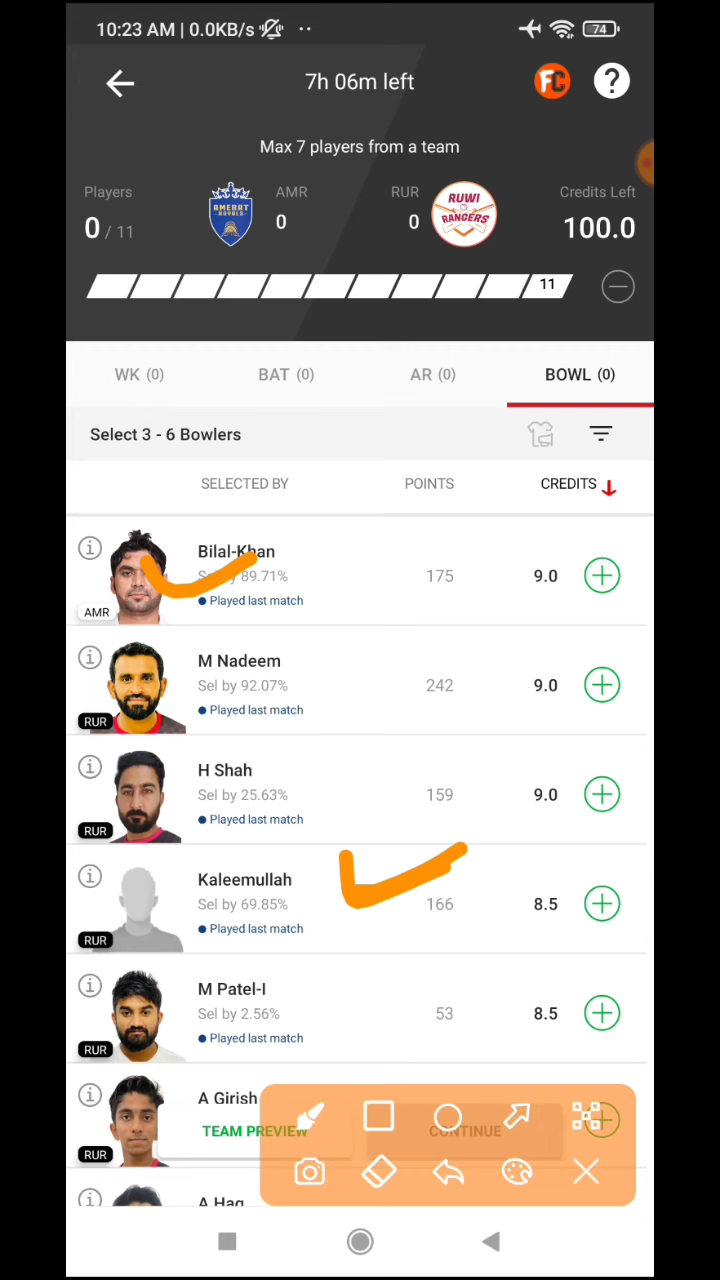 10:23 AM | 0.0KB/s
74
7h 06m left
FC
?
Max 7 players from a team
Players
AMR
RUR
Credits Left
AMERAT
ROYALS
RUWI
RANGERS
0 / 11
0
0
100.0
11
WK (0)
BAT (0)
AR (0)
BOWL (0)
Select 3 - 6 Bowlers
SELECTED BY
POINTS
CREDITS
Bilal-Khan
Sel by 89.71%
175
9.0
Played last match
AMR
M Nadeem
Sel by 92.07%
242
9.0
Played last match
RUR
H Shah
Sel by 25.63%
159
9.0
Played last match
RUR
Kaleemullah
Sel by 69.85%
166
8.5
Played last match
RUR
M Patel-I
Sel by 2.56%
53
8.5
Played last match
RUR
A Girish
TEAM PREVIEW
CONTINUE
RUR
A Haq